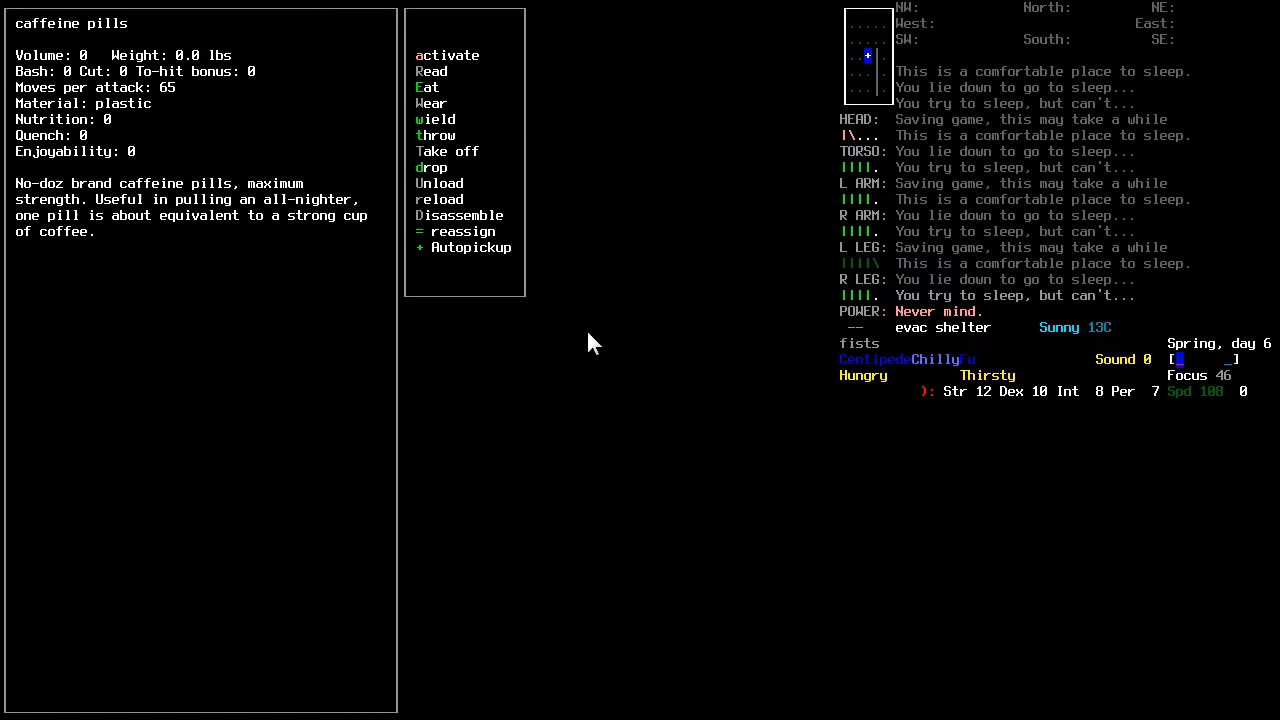 caffeine pills
Volume: 0   Weight: 0.0 lbs
Bash: 0 Cut: 0 To-hit bonus: 0
Moves per attack: 65
Material: plastic
Nutrition: 0
Quench: 0
Enjoyability: 0
No-doz brand caffeine pills, maximum
strength. Useful in pulling an all-nighter,
one pill is about equivalent to a strong cup
of coffee.
activate
Read
Eat
Wear
wield
throw
Take off
drop
Unload
reload
Disassemble
= reassign
+ Autopickup
NW: North: NE:
West: East:
SW: South: SE:
This is a comfortable place to sleep.
You lie down to go to sleep...
You try to sleep, but can't...
HEAD: Saving game, this may take a while
I\... This is a comfortable place to sleep.
TORSO: You lie down to go to sleep...
IIII. You try to sleep, but can't...
L ARM: Saving game, this may take a while
IIII. This is a comfortable place to sleep.
R ARM: You lie down to go to sleep...
IIII. You try to sleep, but can't...
L LEG: Saving game, this may take a while
IIII\ This is a comfortable place to sleep.
R LEG: You lie down to go to sleep...
IIII. You try to sleep, but can't...
POWER: Never mind.
-- evac shelter Sunny 13C
fists Spring, day 6
CentipedeChillyFu Sound 0 [ _]
Hungry Thirsty Focus 46
): Str 12 Dex 10 Int  8 Per  7 Spd 108  0